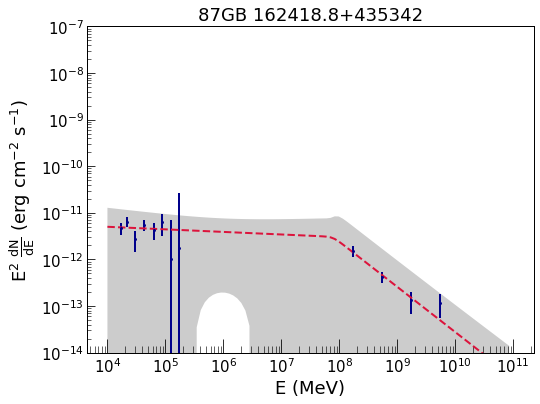 87GB 162418.8+435342
E² dN/dE (erg cm⁻² s⁻¹)
10⁻⁷
10⁻⁸
10⁻⁹
10⁻¹⁰
10⁻¹¹
10⁻¹²
10⁻¹³
10⁻¹⁴
10⁴ 10⁵ 10⁶ 10⁷ 10⁸ 10⁹ 10¹⁰ 10¹¹
E (MeV)